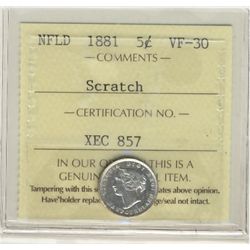 NFLD 1881 5¢ VF-30
COMMENTS
Scratch
CERTIFICATION NO.
XEC 857
IN OUR THIS IS A
GENUIN ITEM.
Tampering with this s ates above opinion.
Have holder replac ge/seal not intact.